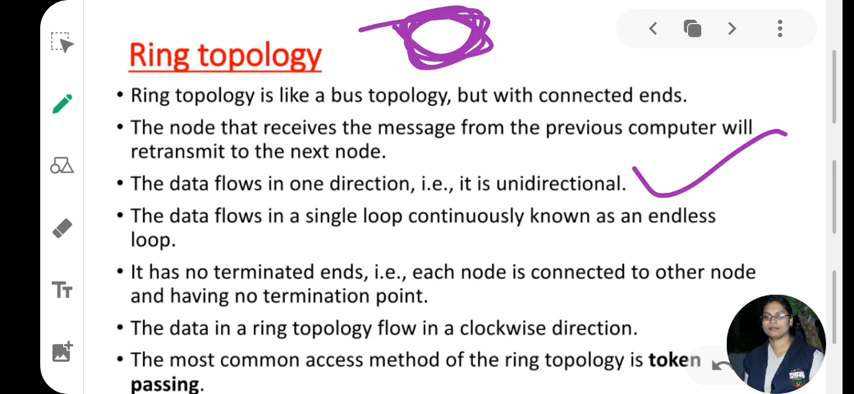 Ring topology
• Ring topology is like a bus topology, but with connected ends.
• The node that receives the message from the previous computer will
retransmit to the next node.
• The data flows in one direction, i.e., it is unidirectional.
• The data flows in a single loop continuously known as an endless
loop.
• It has no terminated ends, i.e., each node is connected to other node
and having no termination point.
• The data in a ring topology flow in a clockwise direction.
• The most common access method of the ring topology is token
passing.
TT